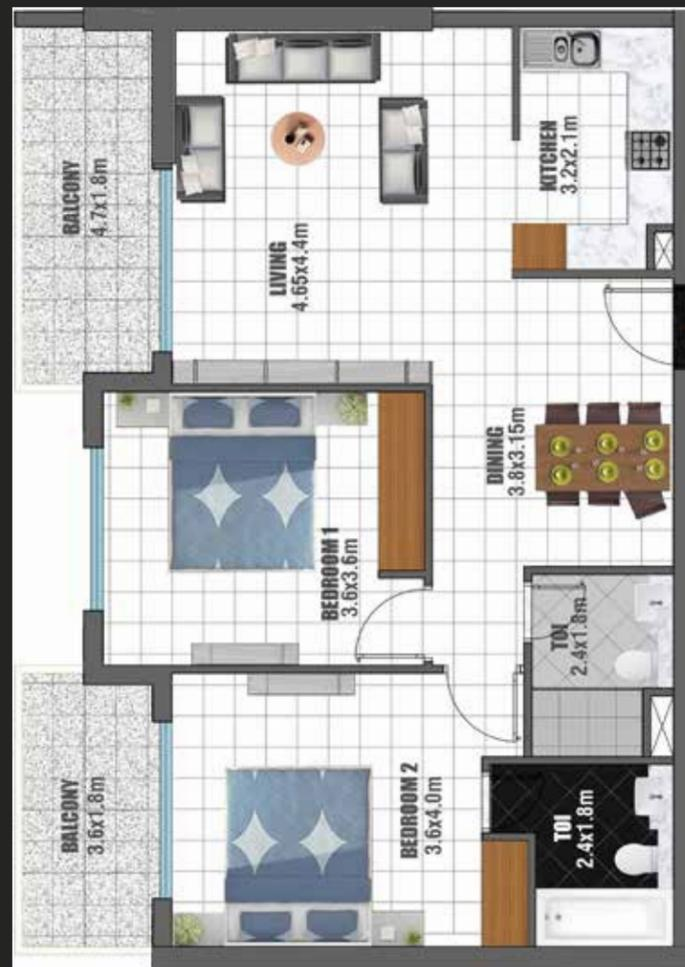 BALCONY
4.7x1.8m
LIVING
4.65x4.4m
KITCHEN
3.2x2.1m
DINING
3.8x3.15m
BEDROOM 1
3.6x3.6m
TOI
2.4x1.8m
BALCONY
3.6x1.8m
BEDROOM 2
3.6x4.0m
TOI
2.4x1.8m